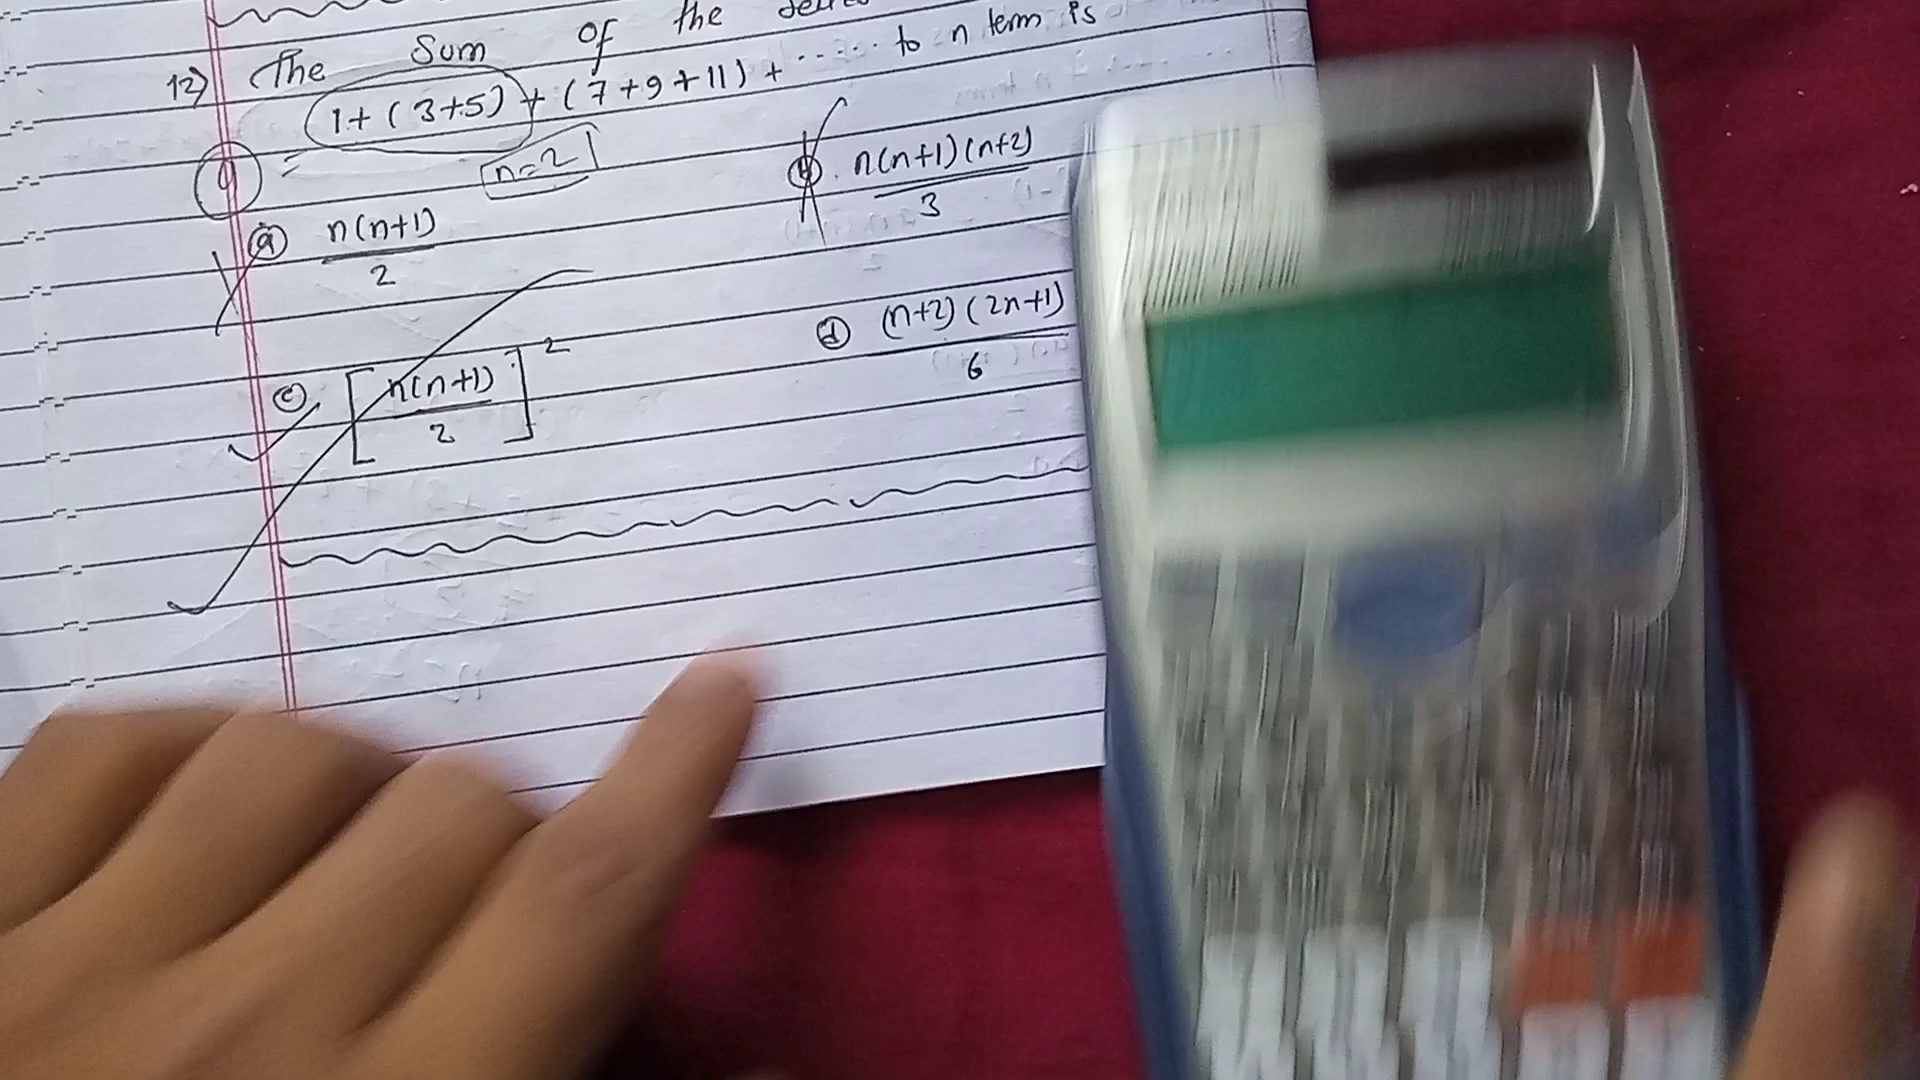 12) The Sum of the
1+(3+5)+(7+9+11)+...... to n term is
9 = n=2
(a) n(n+1)/2
(b) n(n+1)(n+2)/3
(c) [n(n+1)/2]²
(d) (n+2)(2n+1)/6